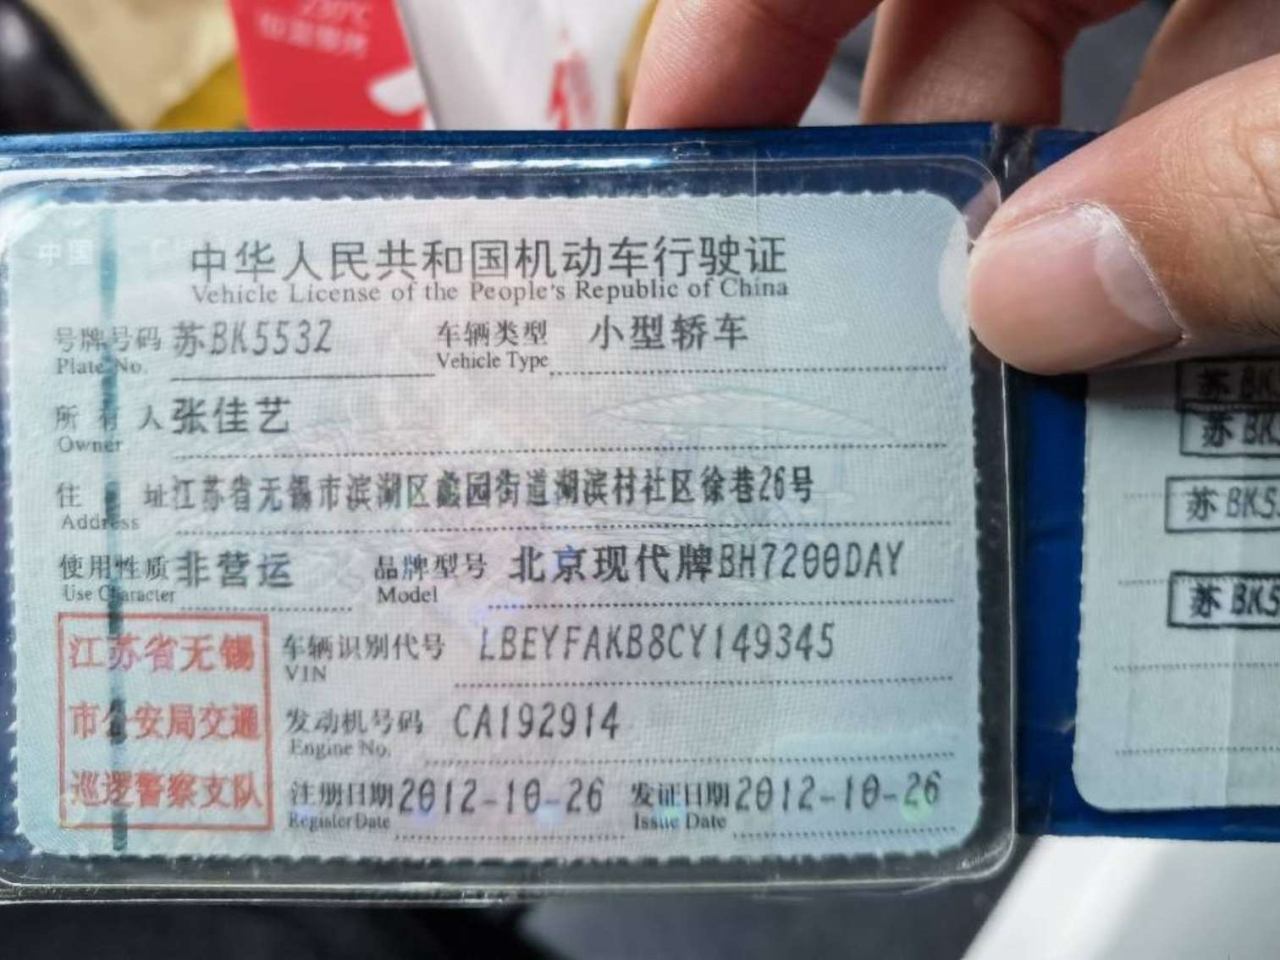 230℃
中国
中华人民共和国机动车行驶证
Vehicle License of the People's Republic of China
号牌号码 苏BK553Z 车辆类型 小型轿车
Plate No. Vehicle Type
所有人 张佳艺
Owner
住址 江苏省无锡市滨湖区蠡园街道湖滨村社区徐巷26号
Address
使用性质 非营运 品牌型号 北京现代牌BH7200DAY
Use Character Model
江苏省无锡
市公安局交通
巡逻警察支队
车辆识别代号 LBEYFAKB8CY149345
VIN
发动机号码 CA192914
Engine No.
注册日期 2012-10-26 发证日期 2012-10-26
Register Date Issue Date
苏BK
苏BK
苏BK5
苏BK5